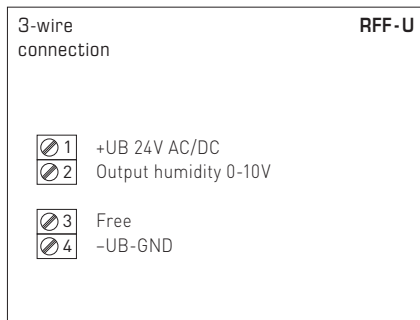 3-wire RFF-U
connection
1 +UB 24V AC/DC
2 Output humidity 0-10V
3 Free
4 –UB-GND